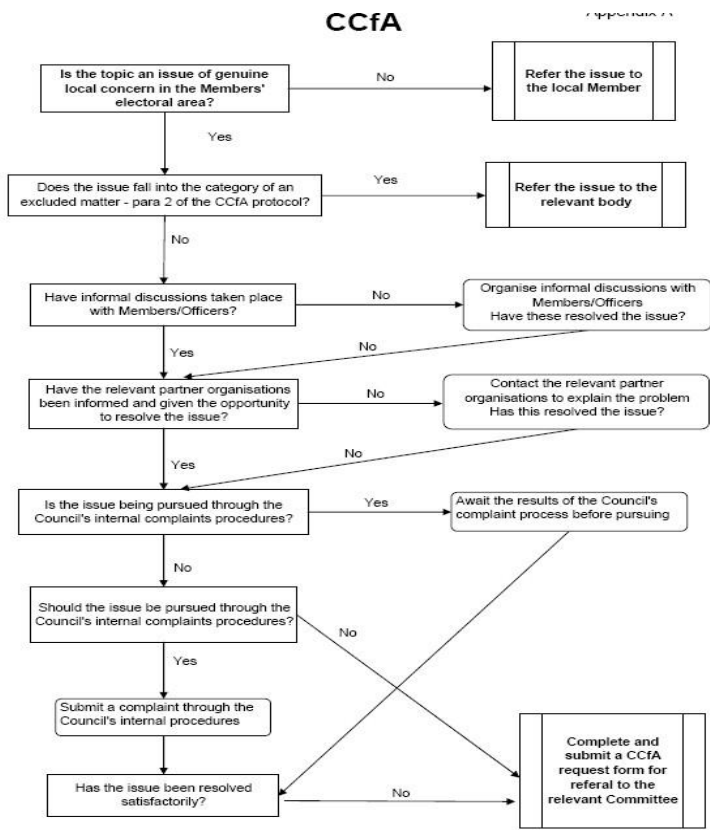 CCfA
Is the topic an issue of genuine
local concern in the Members'
electoral area?
No
Refer the issue to
the local Member
Yes
Does the issue fall into the category of an
excluded matter - para 2 of the CCfA protocol?
Yes
Refer the issue to the
relevant body
No
Have informal discussions taken place
with Members/Officers?
No
Organise informal discussions with
Members/Officers
Have these resolved the issue?
No
Yes
Have the relevant partner organisations
been informed and given the opportunity
to resolve the issue?
No
Contact the relevant partner
organisations to explain the problem
Has this resolved the issue?
No
Yes
Is the issue being pursued through the
Council's internal complaints procedures?
Yes
Await the results of the Council's
complaint process before pursuing
No
Should the issue be pursued through the
Council's internal complaints procedures?
No
Yes
Submit a complaint through the
Council's internal procedures
Complete and
submit a CCfA
request form for
referal to the
relevant Committee
Has the issue been resolved
satisfactorily?
No